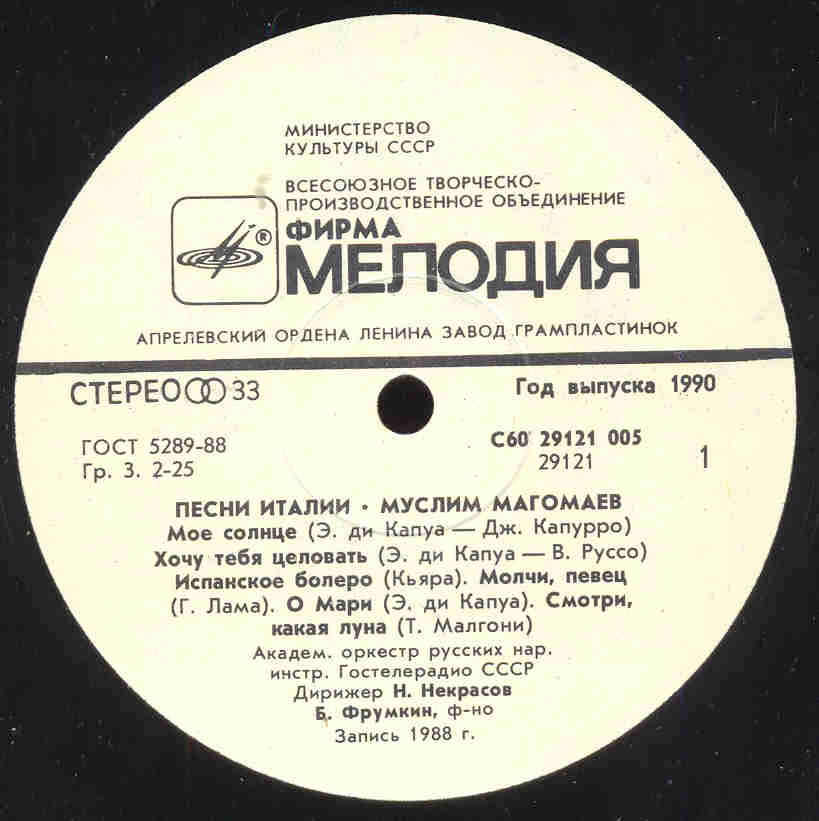 МИНИСТЕРСТВО
КУЛЬТУРЫ СССР
ВСЕСОЮЗНОЕ ТВОРЧЕСКО-
ПРОИЗВОДСТВЕННОЕ ОБЪЕДИНЕНИЕ
ФИРМА
®
МЕЛОДИЯ
АПРЕЛЕВСКИЙ ОРДЕНА ЛЕНИНА ЗАВОД ГРАМПЛАСТИНОК
СТЕРЕО 33
Год выпуска 1990
ГОСТ 5289-88
Гр. 3. 2-25
С60 29121 005
29121
1
ПЕСНИ ИТАЛИИ · МУСЛИМ МАГОМАЕВ
Мое солнце (Э. ди Капуа — Дж. Капурро)
Хочу тебя целовать (Э. ди Капуа — В. Руссо)
Испанское болеро (Кьяра). Молчи, певец
(Г. Лама). О Мари (Э. ди Капуа). Смотри,
какая луна (Т. Малгони)
Академ. оркестр русских нар.
инстр. Гостелерадио СССР
Дирижер Н. Некрасов
Б. Фрумкин, ф-но
Запись 1988 г.